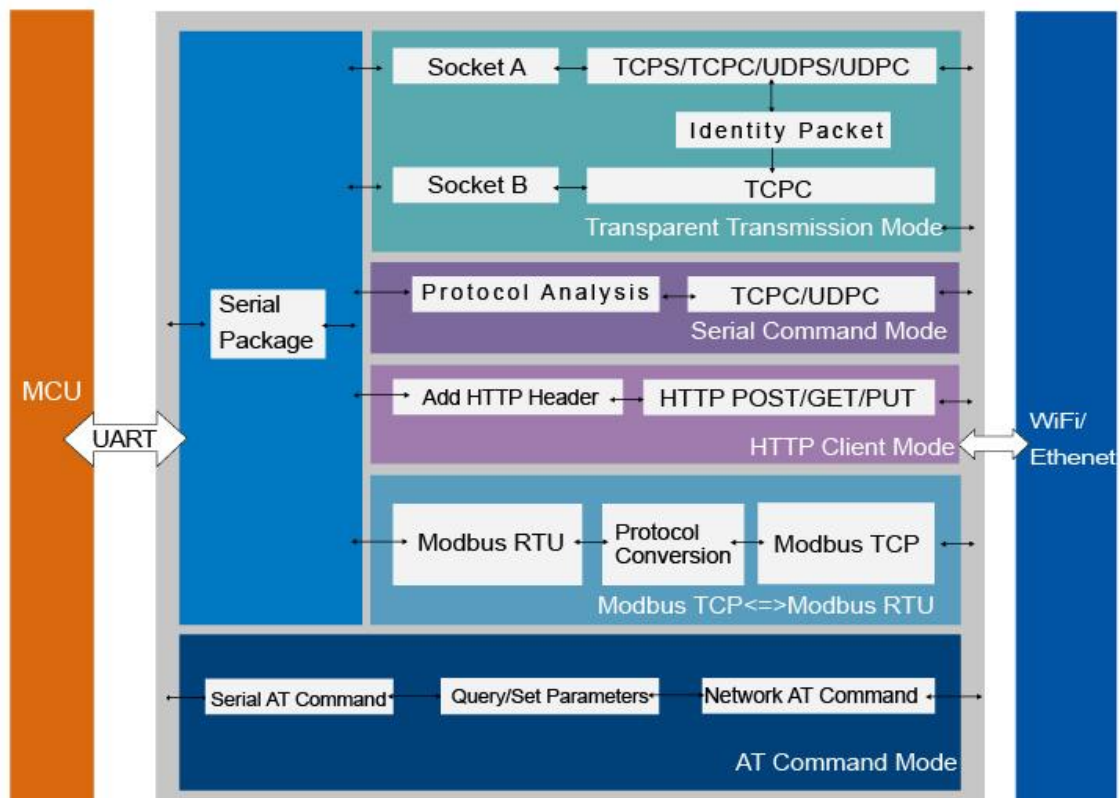 MCU
UART
Serial
Package
Socket A
TCPS/TCPC/UDPS/UDPC
Identity Packet
Socket B
TCPC
Transparent Transmission Mode
Protocol Analysis
TCPC/UDPC
Serial Command Mode
Add HTTP Header
HTTP POST/GET/PUT
HTTP Client Mode
Modbus RTU
Protocol
Conversion
Modbus TCP
Modbus TCP<=>Modbus RTU
Serial AT Command
Query/Set Parameters
Network AT Command
AT Command Mode
WiFi/
Ethenet